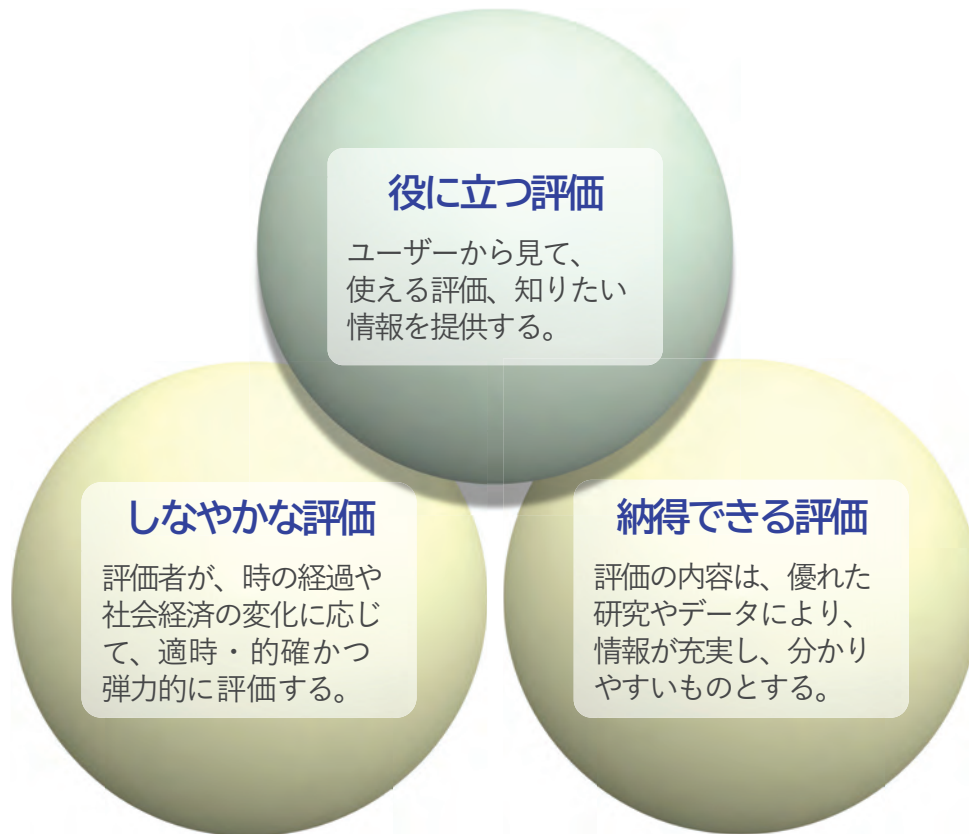 役に立つ評価
ユーザーから見て、
使える評価、知りたい
情報を提供する。
しなやかな評価
評価者が、時の経過や
社会経済の変化に応じ
て、適時・的確かつ
弾力的に評価する。
納得できる評価
評価の内容は、優れた
研究やデータにより、
情報が充実し、分かり
やすいものとする。